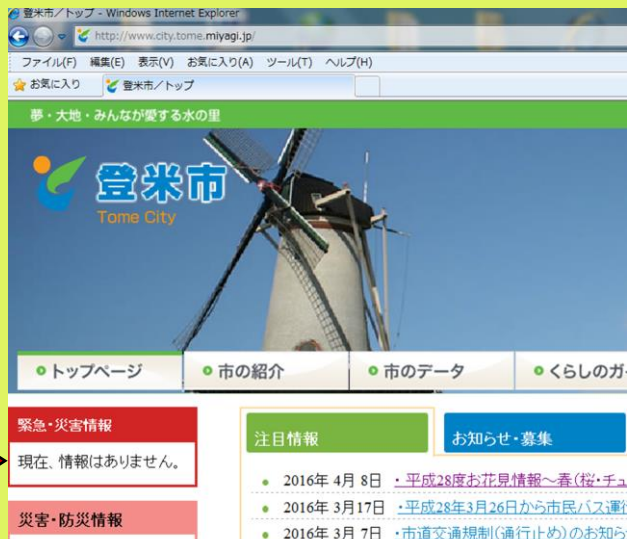 登米市／トップ - Windows Internet Explorer
http://www.city.tome.miyagi.jp/
ファイル(F) 編集(E) 表示(V) お気に入り(A) ツール(T) ヘルプ(H)
お気に入り 登米市／トップ
夢・大地・みんなが愛する水の里
登米市
Tome City
トップページ 市の紹介 市のデータ くらしのガ
緊急・災害情報
現在、情報はありません。
災害・防災情報
注目情報 お知らせ・募集
2016年 4月 8日 ・平成28度お花見情報～春(桜・チュ
2016年 3月17日 ・平成28年3月26日から市民バス運行
2016年 3月 7日 ・市道交通規制(通行止め)のお知ら